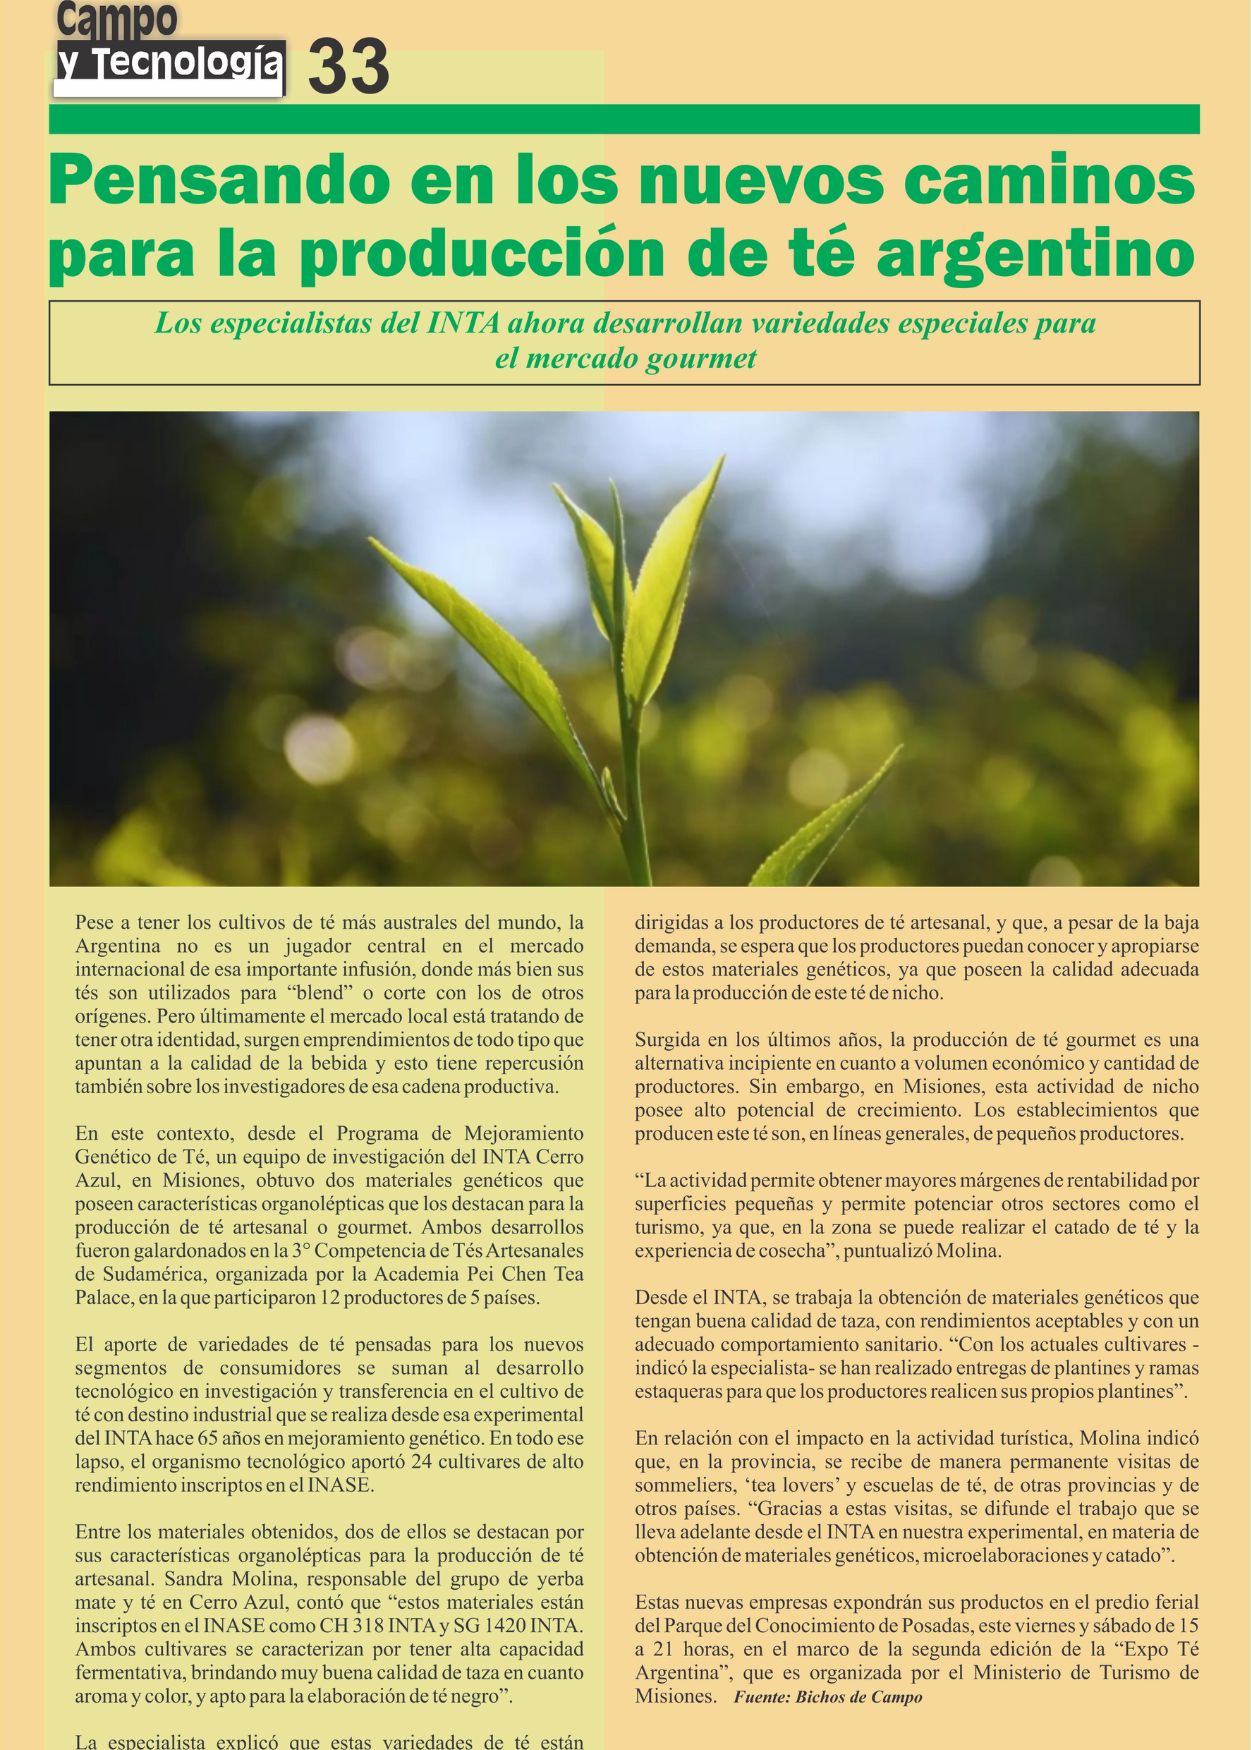 Campo
y Tecnología
33
Pensando en los nuevos caminos
para la producción de té argentino
Los especialistas del INTA ahora desarrollan variedades especiales para
el mercado gourmet
Pese a tener los cultivos de té más australes del mundo, la
Argentina no es un jugador central en el mercado
internacional de esa importante infusión, donde más bien sus
tés son utilizados para “blend” o corte con los de otros
orígenes. Pero últimamente el mercado local está tratando de
tener otra identidad, surgen emprendimientos de todo tipo que
apuntan a la calidad de la bebida y esto tiene repercusión
también sobre los investigadores de esa cadena productiva.
En este contexto, desde el Programa de Mejoramiento
Genético de Té, un equipo de investigación del INTA Cerro
Azul, en Misiones, obtuvo dos materiales genéticos que
poseen características organolépticas que los destacan para la
producción de té artesanal o gourmet. Ambos desarrollos
fueron galardonados en la 3° Competencia de Tés Artesanales
de Sudamérica, organizada por la Academia Pei Chen Tea
Palace, en la que participaron 12 productores de 5 países.
El aporte de variedades de té pensadas para los nuevos
segmentos de consumidores se suman al desarrollo
tecnológico en investigación y transferencia en el cultivo de
té con destino industrial que se realiza desde esa experimental
del INTA hace 65 años en mejoramiento genético. En todo ese
lapso, el organismo tecnológico aportó 24 cultivares de alto
rendimiento inscriptos en el INASE.
Entre los materiales obtenidos, dos de ellos se destacan por
sus características organolépticas para la producción de té
artesanal. Sandra Molina, responsable del grupo de yerba
mate y té en Cerro Azul, contó que “estos materiales están
inscriptos en el INASE como CH 318 INTA y SG 1420 INTA.
Ambos cultivares se caracterizan por tener alta capacidad
fermentativa, brindando muy buena calidad de taza en cuanto
aroma y color, y apto para la elaboración de té negro”.
La especialista explicó que estas variedades de té están
dirigidas a los productores de té artesanal, y que, a pesar de la baja
demanda, se espera que los productores puedan conocer y apropiarse
de estos materiales genéticos, ya que poseen la calidad adecuada
para la producción de este té de nicho.
Surgida en los últimos años, la producción de té gourmet es una
alternativa incipiente en cuanto a volumen económico y cantidad de
productores. Sin embargo, en Misiones, esta actividad de nicho
posee alto potencial de crecimiento. Los establecimientos que
producen este té son, en líneas generales, de pequeños productores.
“La actividad permite obtener mayores márgenes de rentabilidad por
superficies pequeñas y permite potenciar otros sectores como el
turismo, ya que, en la zona se puede realizar el catado de té y la
experiencia de cosecha”, puntualizó Molina.
Desde el INTA, se trabaja la obtención de materiales genéticos que
tengan buena calidad de taza, con rendimientos aceptables y con un
adecuado comportamiento sanitario. “Con los actuales cultivares -
indicó la especialista- se han realizado entregas de plantines y ramas
estaqueras para que los productores realicen sus propios plantines”.
En relación con el impacto en la actividad turística, Molina indicó
que, en la provincia, se recibe de manera permanente visitas de
sommeliers, ‘tea lovers’ y escuelas de té, de otras provincias y de
otros países. “Gracias a estas visitas, se difunde el trabajo que se
lleva adelante desde el INTA en nuestra experimental, en materia de
obtención de materiales genéticos, microelaboraciones y catado”.
Estas nuevas empresas expondrán sus productos en el predio ferial
del Parque del Conocimiento de Posadas, este viernes y sábado de 15
a 21 horas, en el marco de la segunda edición de la “Expo Té
Argentina”, que es organizada por el Ministerio de Turismo de
Misiones. Fuente: Bichos de Campo